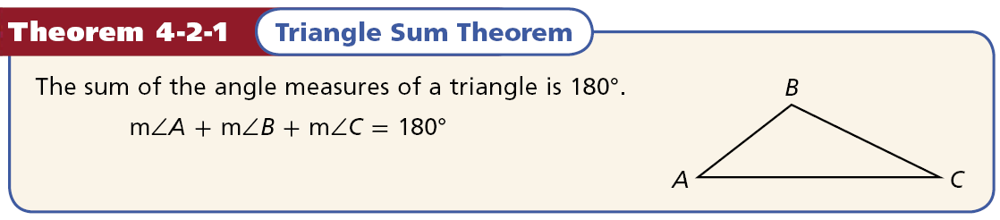 Theorem 4-2-1 Triangle Sum Theorem
The sum of the angle measures of a triangle is 180°.
m∠A + m∠B + m∠C = 180°
B
A
C